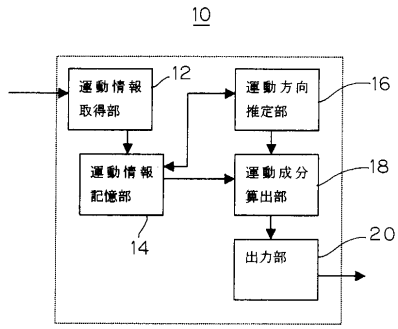 10
運動情報
取得部
12
運動方向
推定部
16
運動情報
記憶部
14
運動成分
算出部
18
出力部
20